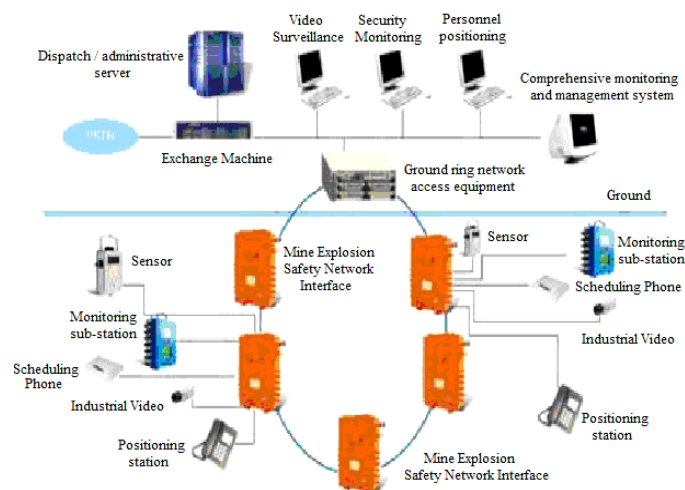 Video
Surveillance
Security
Monitoring
Personnel
positioning
Dispatch / administrative
server
Comprehensive monitoring
and management system
Exchange Machine
Ground ring network
access equipment
Ground
Sensor
Mine Explosion
Safety Network
Interface
Sensor
Monitoring
sub-station
Scheduling Phone
Industrial Video
Monitoring
sub-station
Scheduling
Phone
Industrial Video
Positioning
station
Positioning
station
Mine Explosion
Safety Network Interface